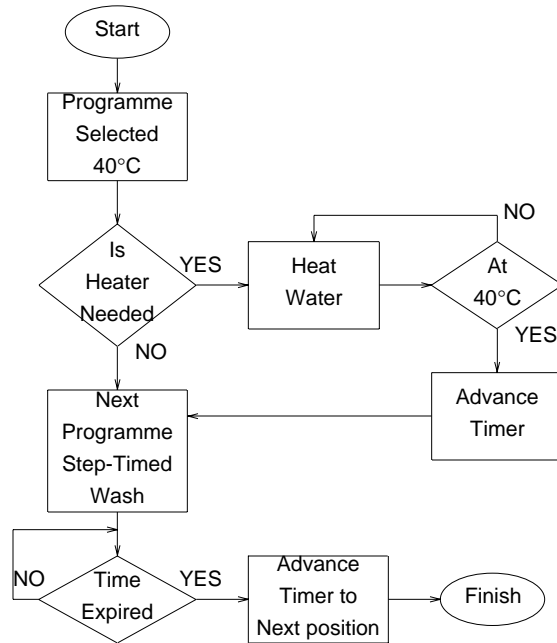 Start
Programme
Selected
40°C
Is
Heater
Needed
YES
Heat
Water
NO
At
40°C
YES
Advance
Timer
NO
Next
Programme
Step-Timed
Wash
Time
Expired
NO
YES
Advance
Timer to
Next position
Finish